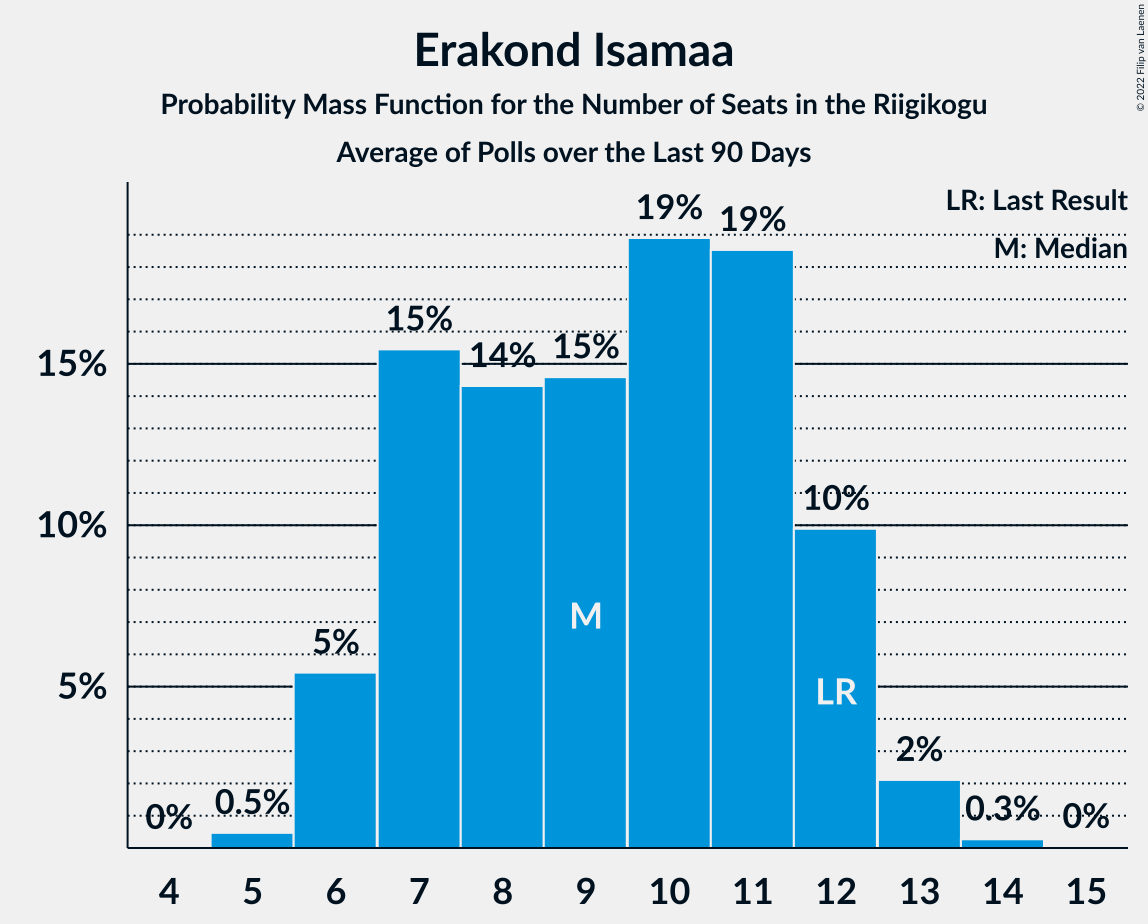 Erakond Isamaa
Probability Mass Function for the Number of Seats in the Riigikogu
Average of Polls over the Last 90 Days
© 2022 Filip van Laenen
LR: Last Result
M: Median
19%
19%
15%
14%
15%
15%
10%
10%
M
5%
LR
5%
2%
0%
0.5%
0.3%
0%
4 5 6 7 8 9 10 11 12 13 14 15